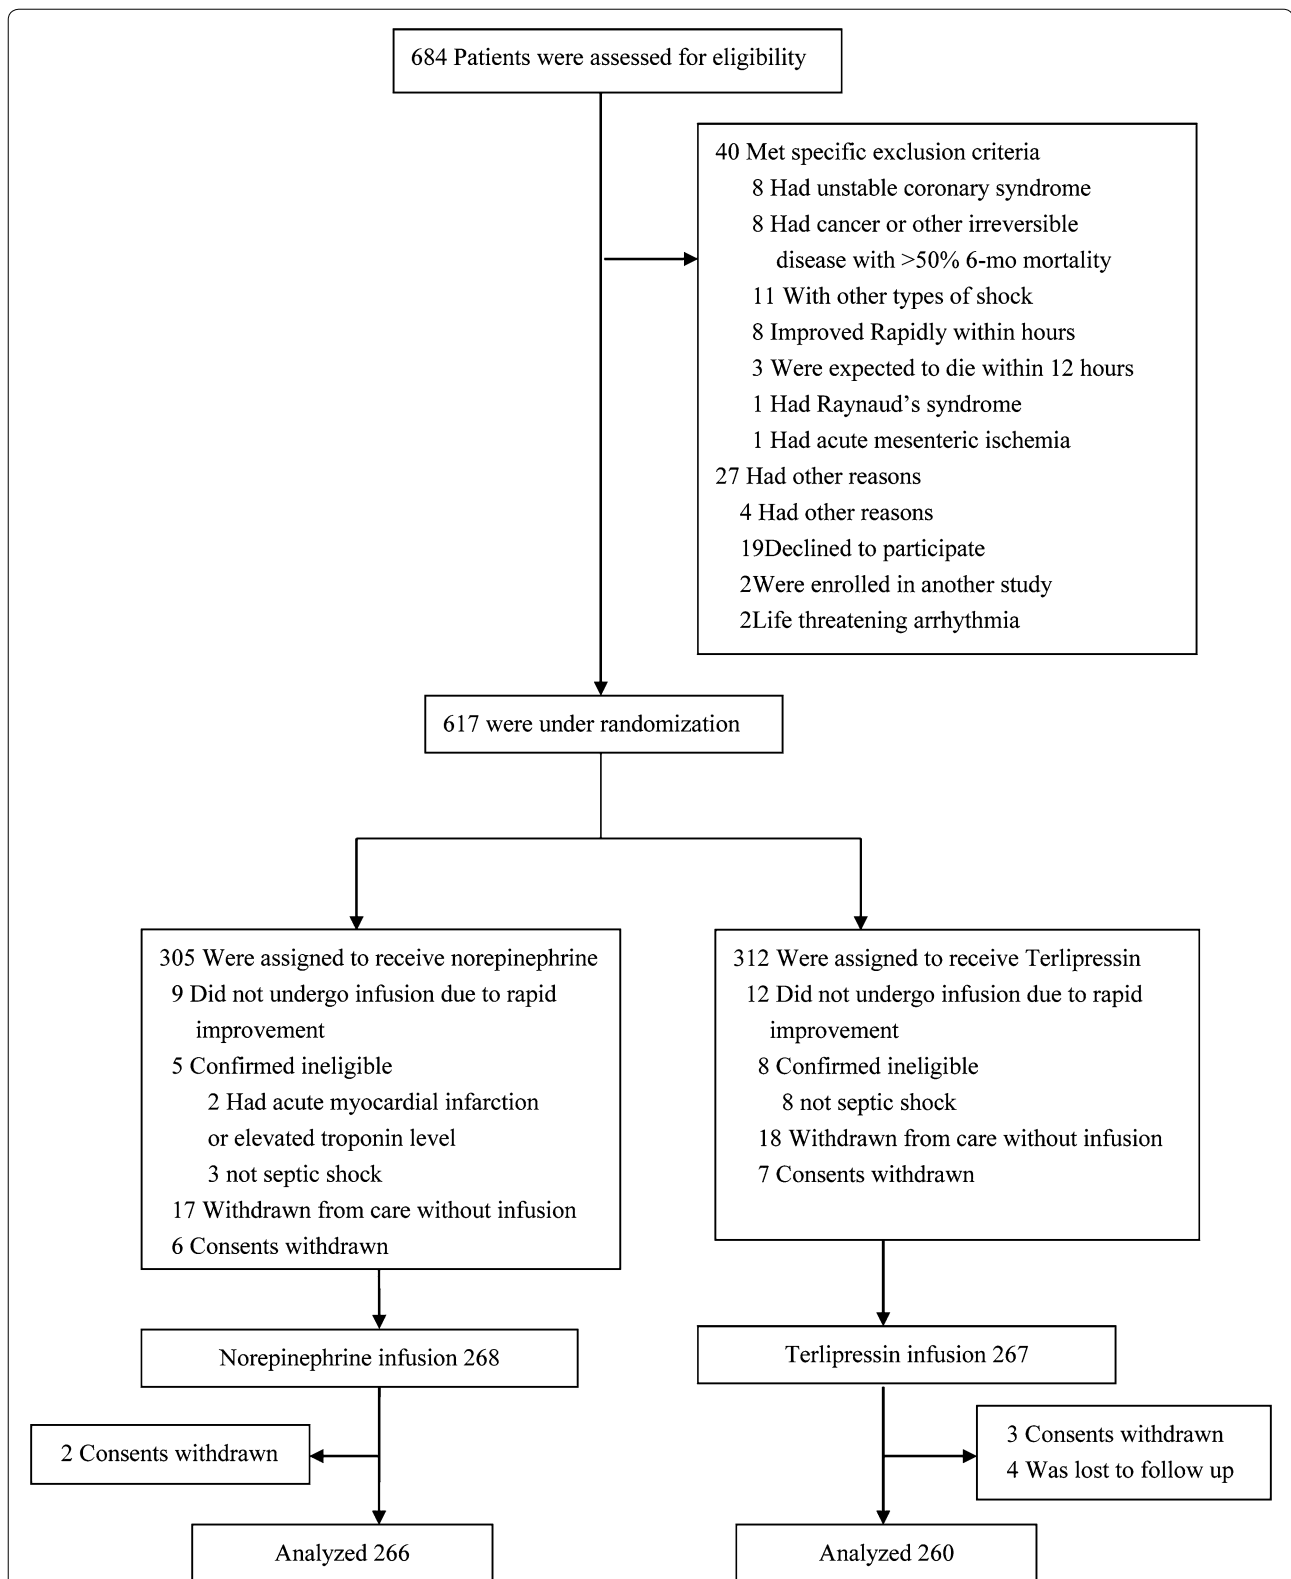 684 Patients were assessed for eligibility
40 Met specific exclusion criteria
8 Had unstable coronary syndrome
8 Had cancer or other irreversible
disease with >50% 6-mo mortality
11 With other types of shock
8 Improved Rapidly within hours
3 Were expected to die within 12 hours
1 Had Raynaud’s syndrome
1 Had acute mesenteric ischemia
27 Had other reasons
4 Had other reasons
19Declined to participate
2Were enrolled in another study
2Life threatening arrhythmia
617 were under randomization
305 Were assigned to receive norepinephrine
9 Did not undergo infusion due to rapid
improvement
5 Confirmed ineligible
2 Had acute myocardial infarction
or elevated troponin level
3 not septic shock
17 Withdrawn from care without infusion
6 Consents withdrawn
312 Were assigned to receive Terlipressin
12 Did not undergo infusion due to rapid
improvement
8 Confirmed ineligible
8 not septic shock
18 Withdrawn from care without infusion
7 Consents withdrawn
Norepinephrine infusion 268
Terlipressin infusion 267
2 Consents withdrawn
3 Consents withdrawn
4 Was lost to follow up
Analyzed 266
Analyzed 260